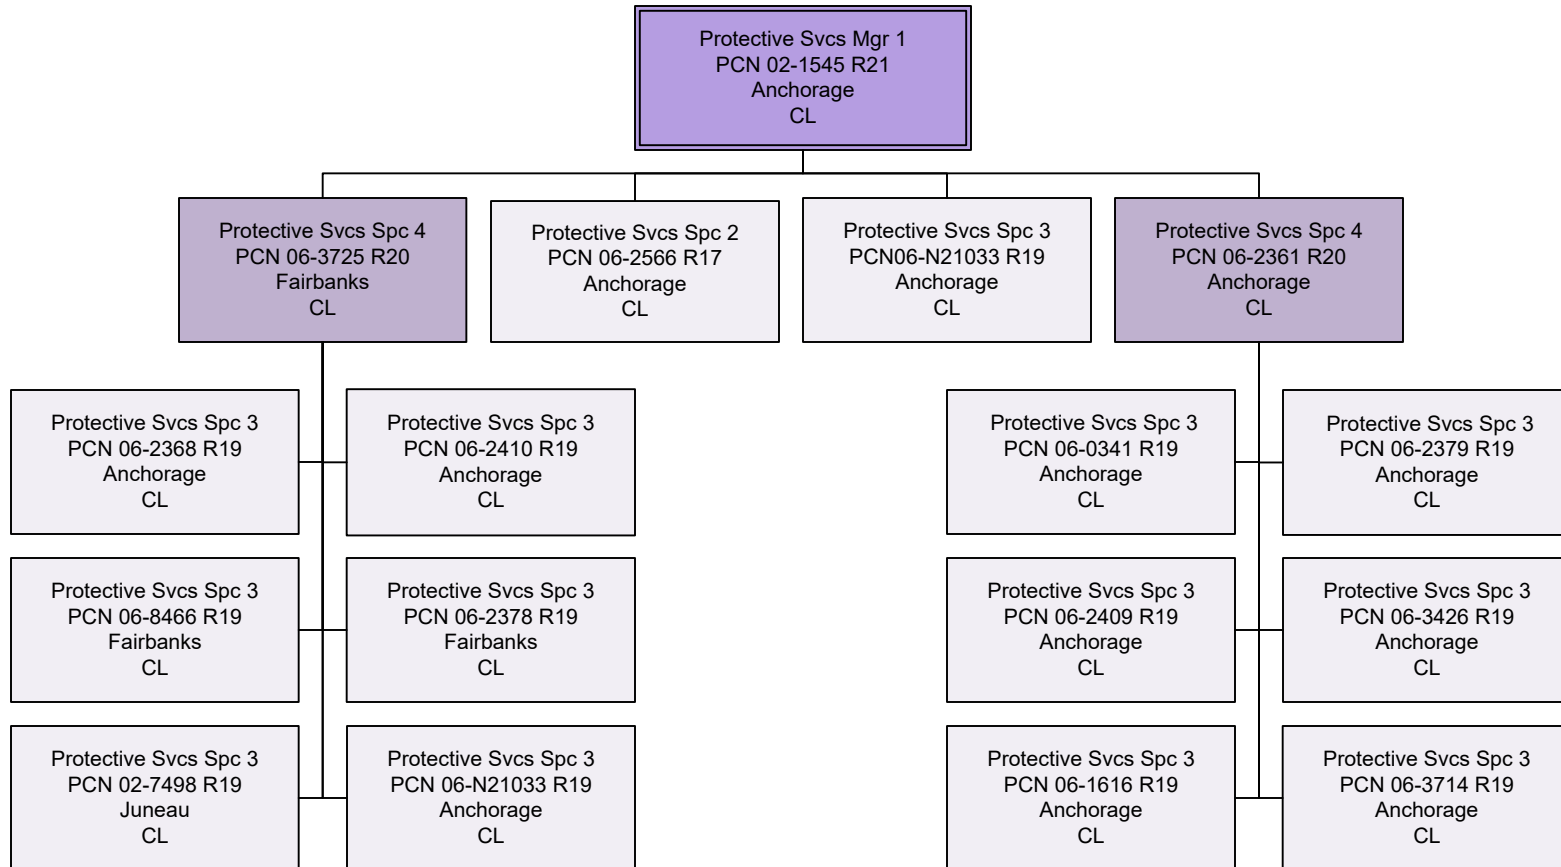 Protective Svcs Mgr 1
PCN 02-1545 R21
Anchorage
CL
Protective Svcs Spc 4
PCN 06-3725 R20
Fairbanks
CL
Protective Svcs Spc 2
PCN 06-2566 R17
Anchorage
CL
Protective Svcs Spc 3
PCN06-N21033 R19
Anchorage
CL
Protective Svcs Spc 4
PCN 06-2361 R20
Anchorage
CL
Protective Svcs Spc 3
PCN 06-2368 R19
Anchorage
CL
Protective Svcs Spc 3
PCN 06-2410 R19
Anchorage
CL
Protective Svcs Spc 3
PCN 06-0341 R19
Anchorage
CL
Protective Svcs Spc 3
PCN 06-2379 R19
Anchorage
CL
Protective Svcs Spc 3
PCN 06-8466 R19
Fairbanks
CL
Protective Svcs Spc 3
PCN 06-2378 R19
Fairbanks
CL
Protective Svcs Spc 3
PCN 06-2409 R19
Anchorage
CL
Protective Svcs Spc 3
PCN 06-3426 R19
Anchorage
CL
Protective Svcs Spc 3
PCN 02-7498 R19
Juneau
CL
Protective Svcs Spc 3
PCN 06-N21033 R19
Anchorage
CL
Protective Svcs Spc 3
PCN 06-1616 R19
Anchorage
CL
Protective Svcs Spc 3
PCN 06-3714 R19
Anchorage
CL